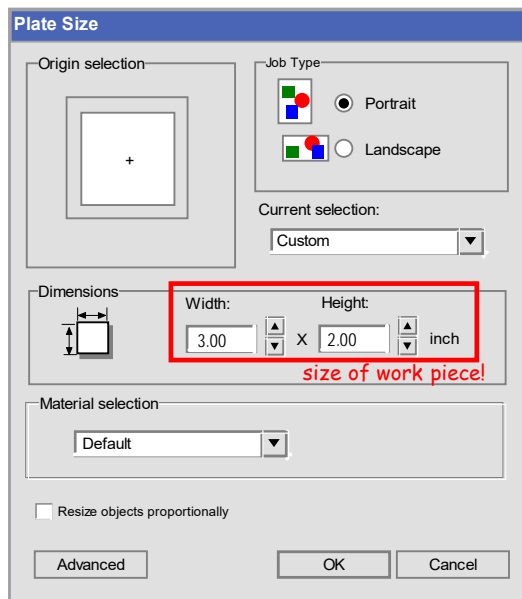 Plate Size
Origin selection
Job Type
Portrait
Landscape
Current selection:
Custom
Dimensions
Width: Height:
3.00 X 2.00 inch
size of work piece!
Material selection
Default
Resize objects proportionally
Advanced OK Cancel